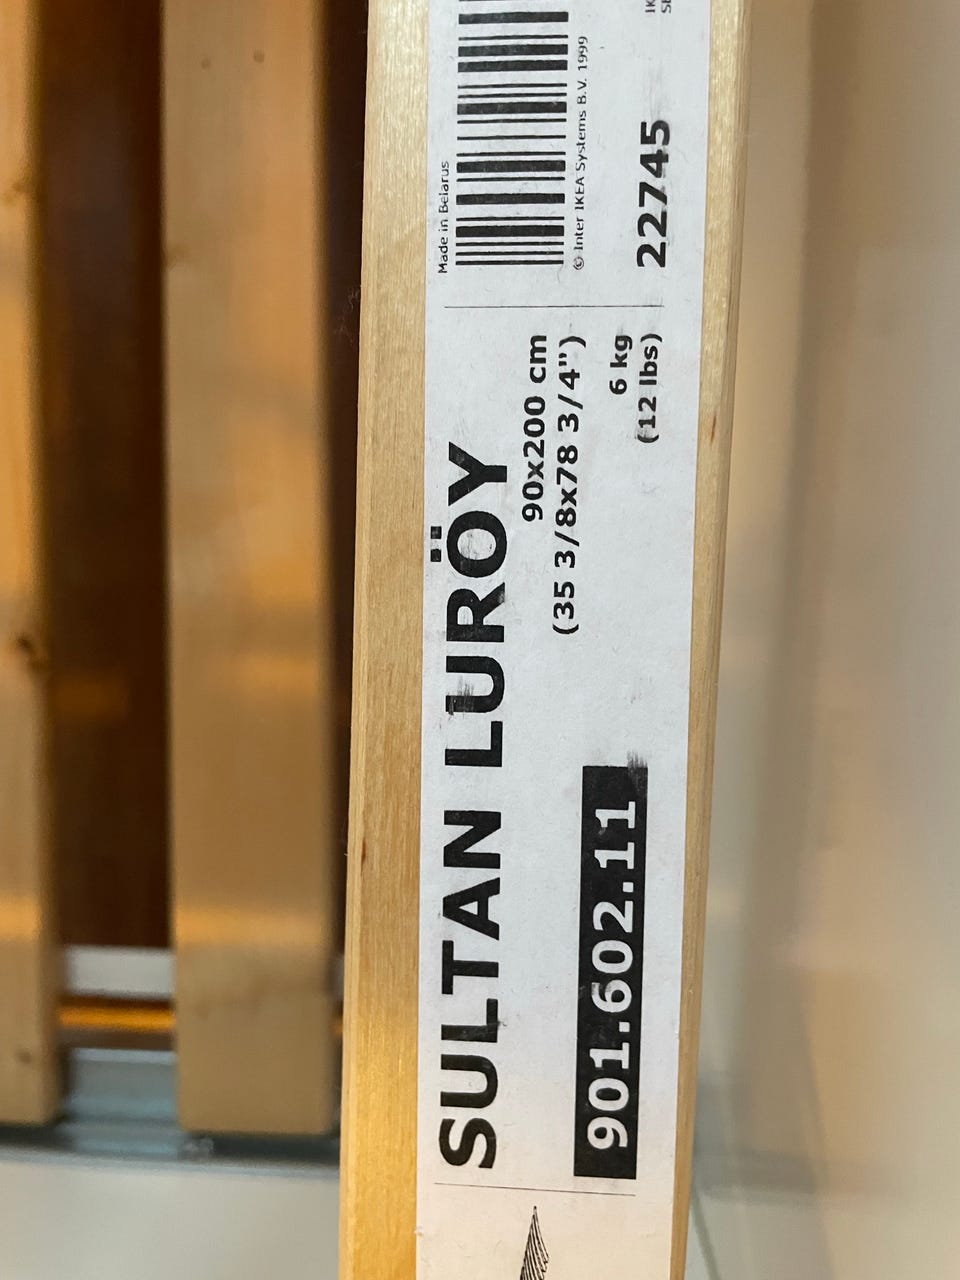 SULTAN LURÖY
90x200 cm
(35 3/8x78 3/4")
901.602.11
6 kg
(12 lbs)
Made in Belarus
© Inter IKEA Systems B.V. 1999
22745